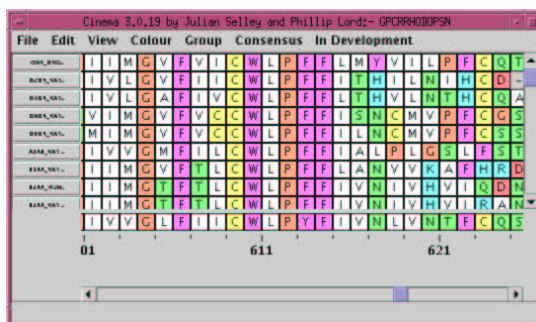 Cinema 3.0.19 by Julian Selley and Phillip Lord;- GPCRRHODOPSN
File Edit View Colour Group Consensus In Development
I I M G V F V I C W L P F F L M Y V I L P F C Q T
I V L G V F I I C W L P F F I T H I L N I H C D -
I V L G A F I V C W L P F F L T H V L N T H C Q A
V I M G V F V C C W L P F F I S N C M V P F C G S
M I M G V F V C C W L P F F I L N C M V P F C S S
I V V G M F I L C W L P F F I A L P L G S L F S T
I I M G V F T L C W L P F F L A N V V K A F H R D
I I M G T F T L C W L P F F I V N I V H V I Q D N
I I M G T F T L C W L P F F I V N I V H V I R A N
I V V G L F I I C W L P Y F I V N L V N T F C Q S
01 611 621